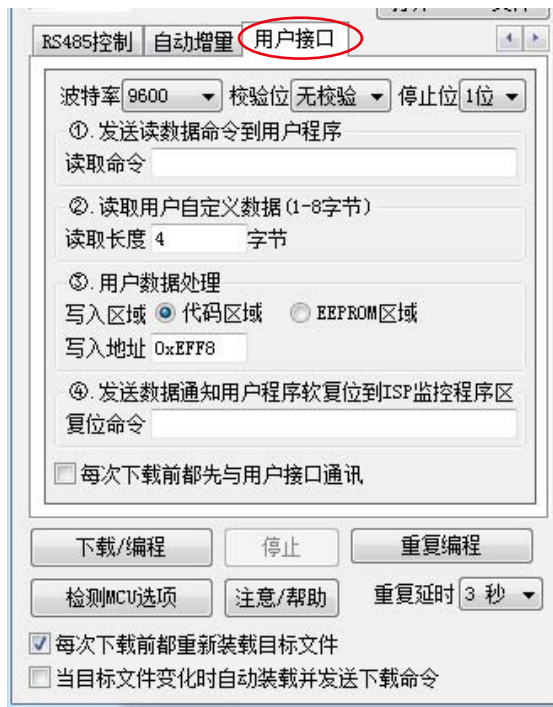 RS485控制 自动增量 用户接口
波特率 9600 校验位 无校验 停止位 1位
①.发送读数据命令到用户程序
读取命令
②.读取用户自定义数据(1-8字节)
读取长度 4 字节
③.用户数据处理
写入区域 代码区域 EEPROM区域
写入地址 0xEFF8
④.发送数据通知用户程序软复位到ISP监控程序区
复位命令
每次下载前都先与用户接口通讯
下载/编程 停止 重复编程
检测MCU选项 注意/帮助 重复延时 3 秒
每次下载前都重新装载目标文件
当目标文件变化时自动装载并发送下载命令